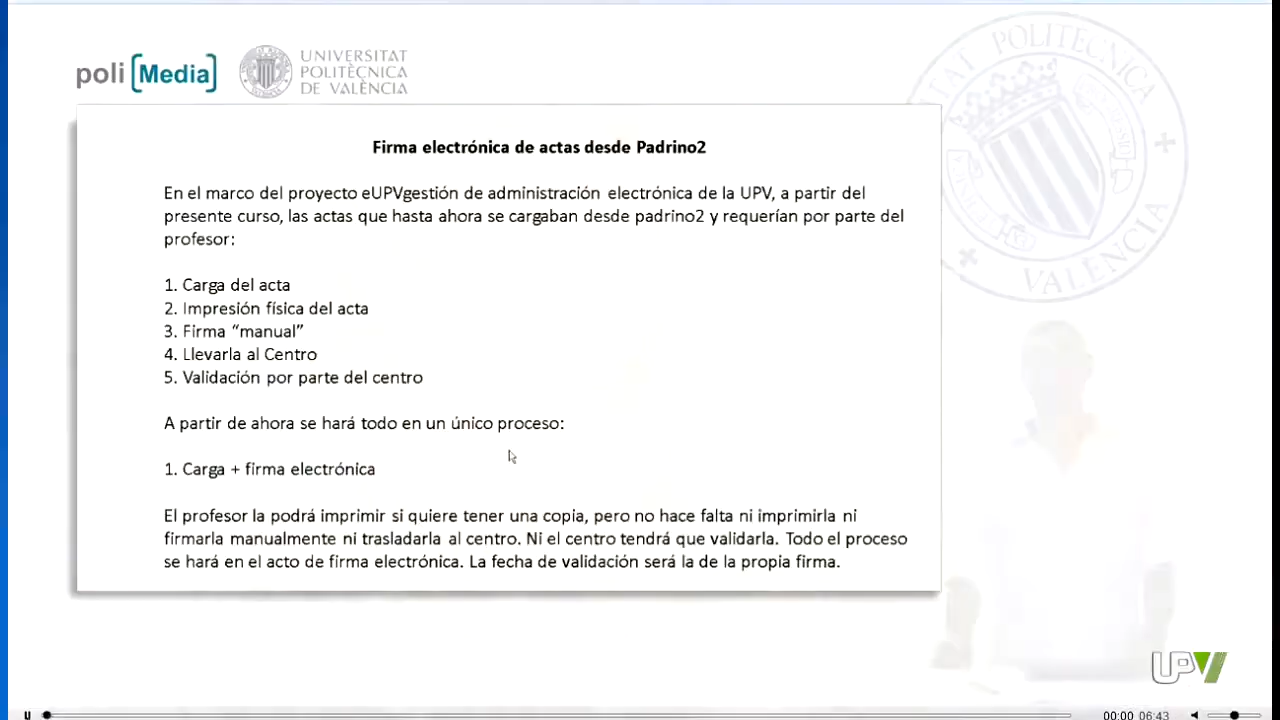 poli [Media]
UNIVERSITAT
POLITÈCNICA
DE VALÈNCIA
POLITÈCNICA
VALÈNCIA
Firma electrónica de actas desde Padrino2
En el marco del proyecto eUPVgestión de administración electrónica de la UPV, a partir del
presente curso, las actas que hasta ahora se cargaban desde padrino2 y requerían por parte del
profesor:
1. Carga del acta
2. Impresión física del acta
3. Firma “manual”
4. Llevarla al Centro
5. Validación por parte del centro
A partir de ahora se hará todo en un único proceso:
1. Carga + firma electrónica
El profesor la podrá imprimir si quiere tener una copia, pero no hace falta ni imprimirla ni
firmarla manualmente ni trasladarla al centro. Ni el centro tendrá que validarla. Todo el proceso
se hará en el acto de firma electrónica. La fecha de validación será la de la propia firma.
UPV
00:00 06:43